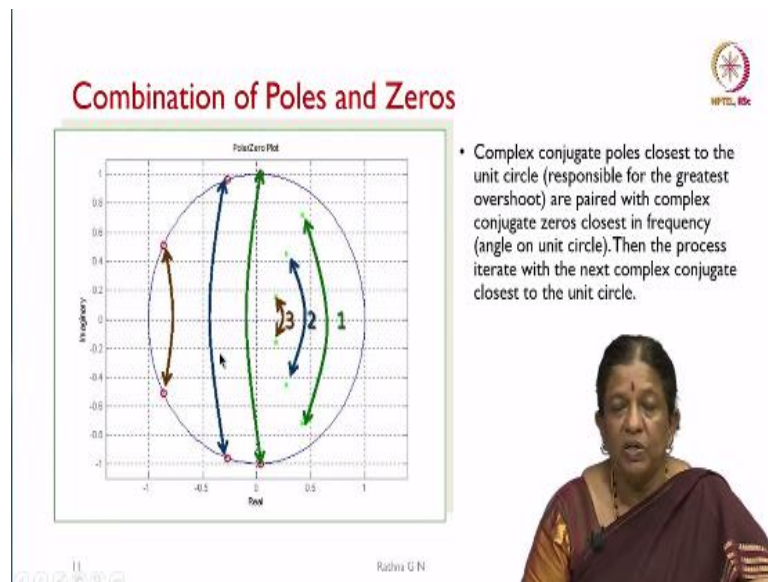 NPTEL, IISc
Combination of Poles and Zeros
Pole/Zero Plot
• Complex conjugate poles closest to the
unit circle (responsible for the greatest
overshoot) are paired with complex
conjugate zeros closest in frequency
(angle on unit circle). Then the process
iterate with the next complex conjugate
closest to the unit circle.
1
0.8
0.6
0.4
0.2
0
-0.2
-0.4
-0.6
-0.8
-1
Imaginary
3 2 1
-1 -0.5 0 0.5 1
Real
11
Rathna G N